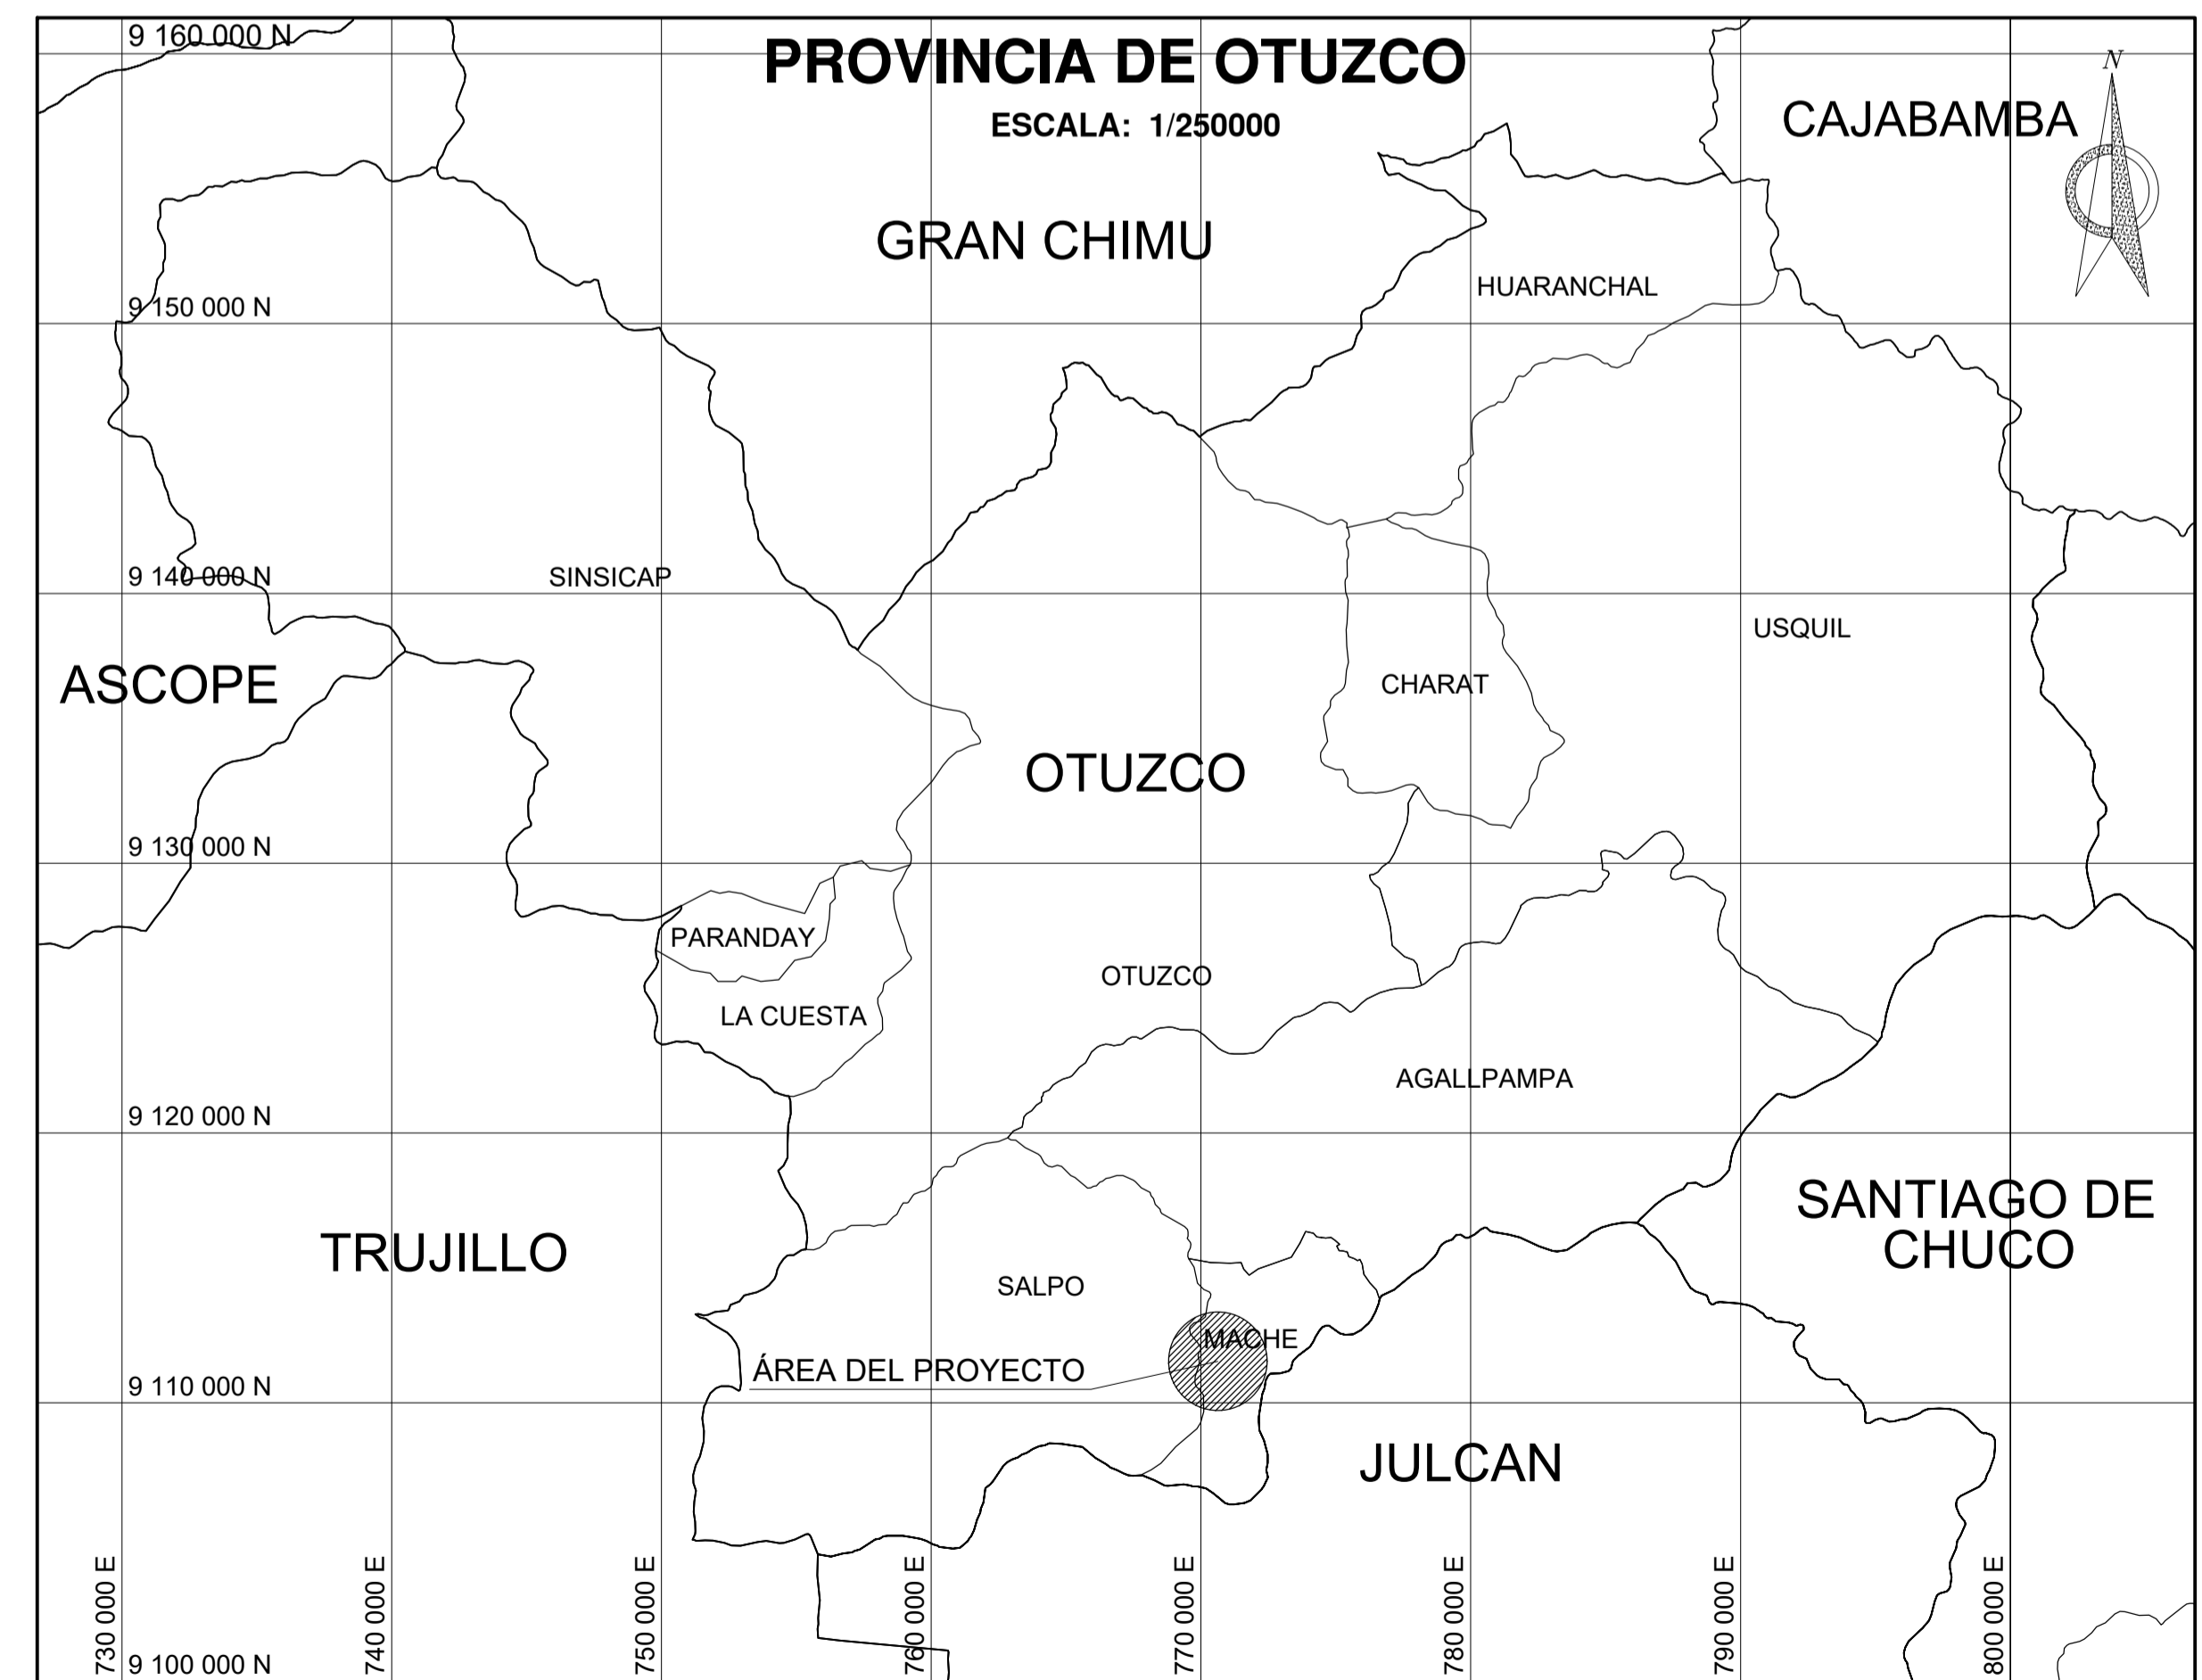 9 160 000 N
PROVINCIA DE OTUZCO
ESCALA: 1/250000
N
CAJABAMBA
GRAN CHIMU
HUARANCHAL
9 150 000 N
9 140 000 N
SINSICAP
USQUIL
ASCOPE
CHARAT
OTUZCO
9 130 000 N
PARANDAY
OTUZCO
LA CUESTA
AGALLPAMPA
9 120 000 N
SANTIAGO DE
CHUCO
TRUJILLO
SALPO
MACHE
ÁREA DEL PROYECTO
9 110 000 N
JULCAN
730 000 E
740 000 E
750 000 E
760 000 E
770 000 E
780 000 E
790 000 E
800 000 E
9 100 000 N